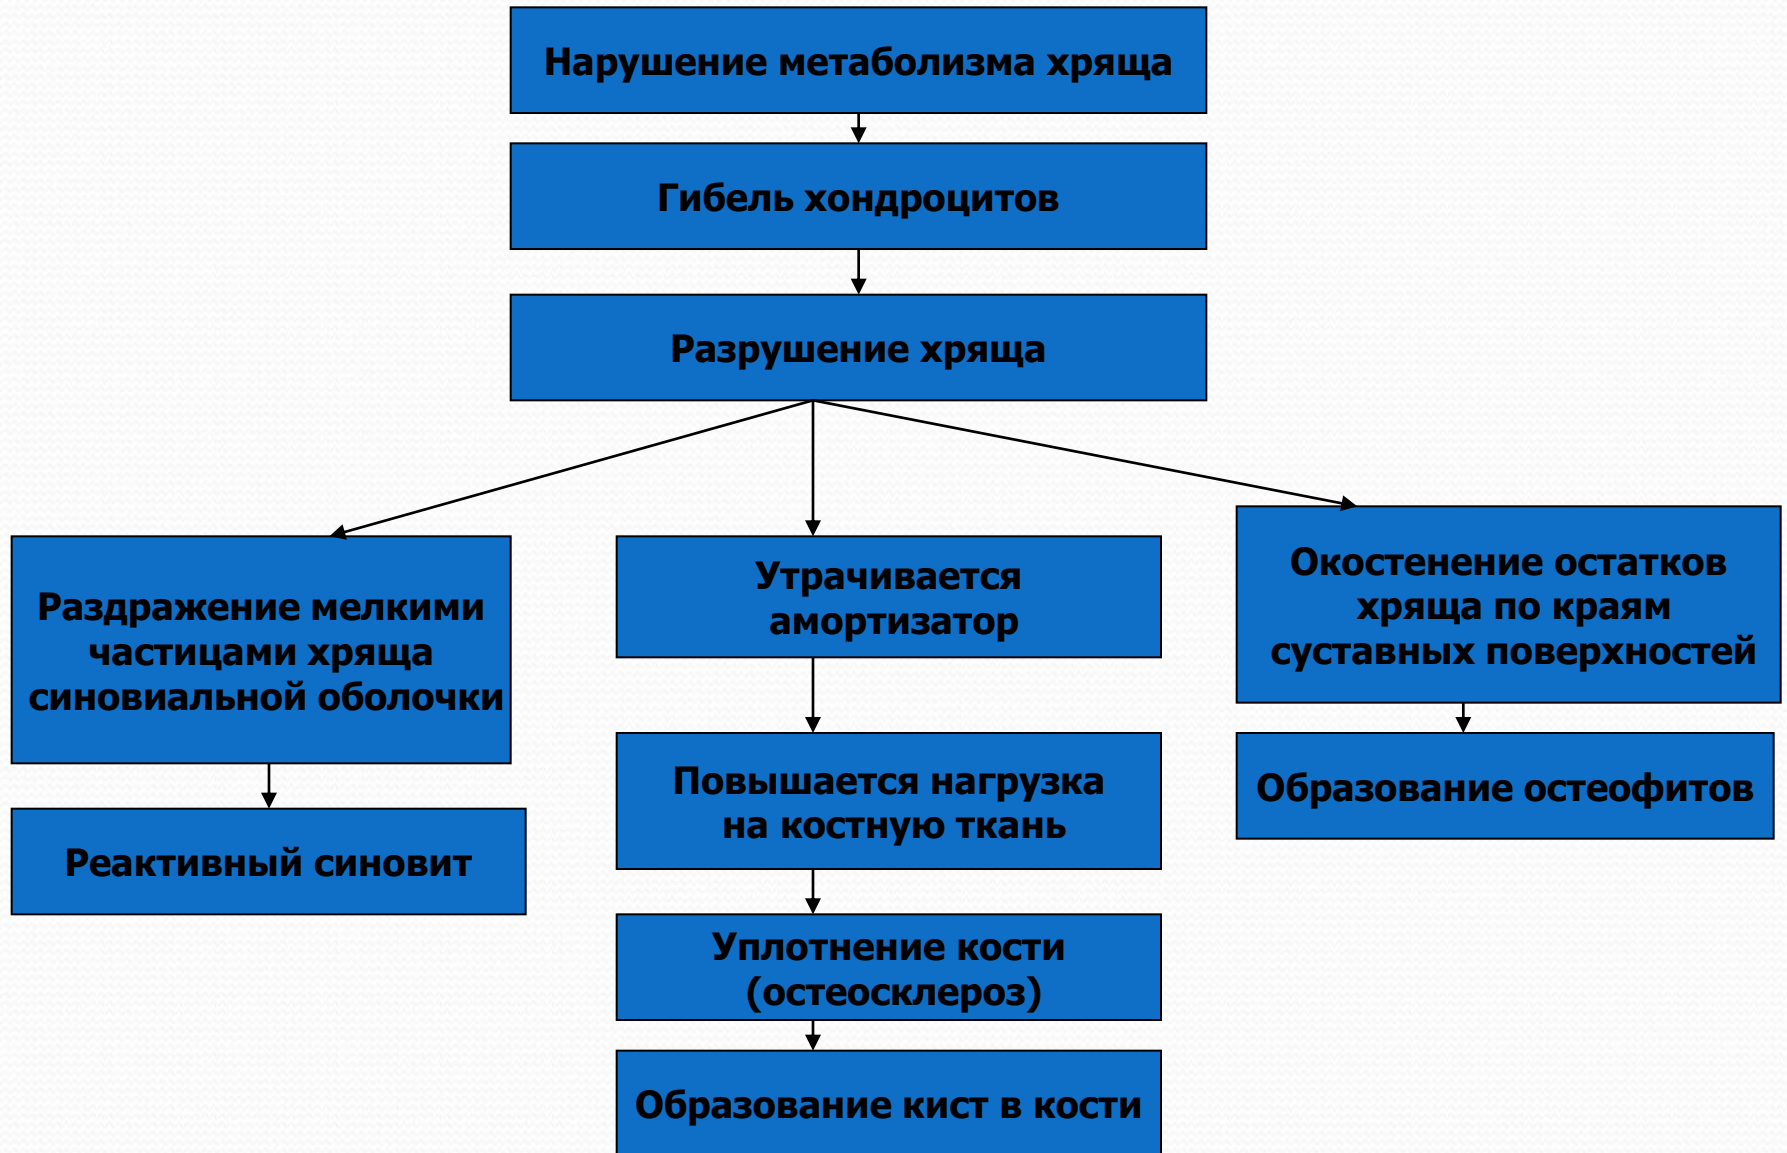 Нарушение метаболизма хряща
Гибель хондроцитов
Разрушение хряща
Раздражение мелкими
частицами хряща
синовиальной оболочки
Реактивный синовит
Утрачивается
амортизатор
Повышается нагрузка
на костную ткань
Уплотнение кости
(остеосклероз)
Образование кист в кости
Окостенение остатков
хряща по краям
суставных поверхностей
Образование остеофитов